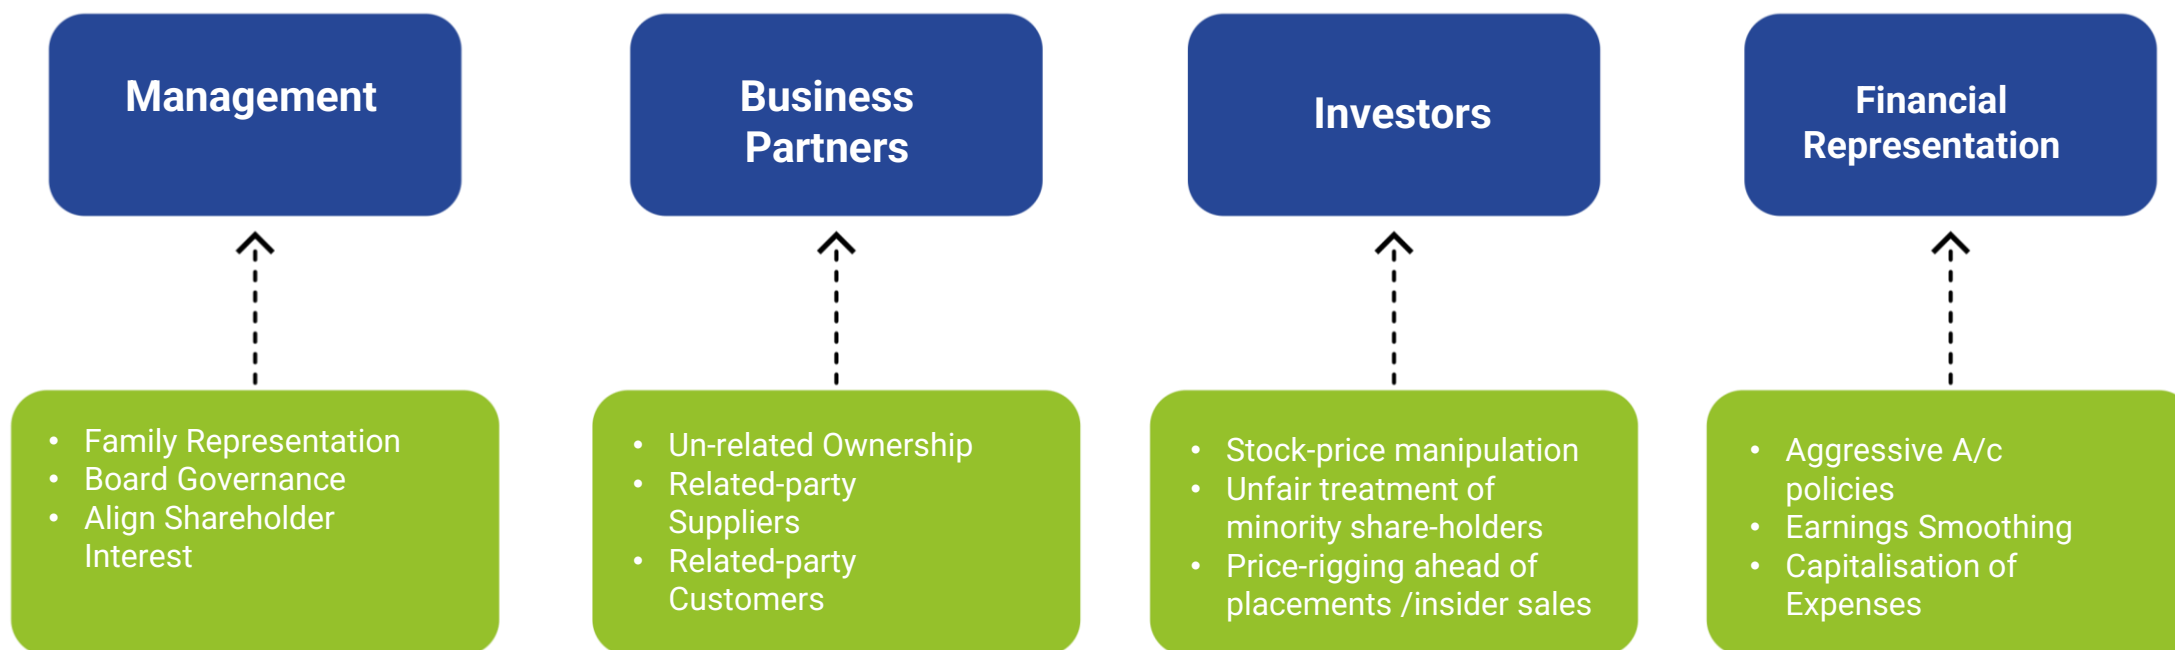 Management
Business
Partners
Investors
Financial
Representation
• Family Representation
• Board Governance
• Align Shareholder
Interest
• Un-related Ownership
• Related-party
Suppliers
• Related-party
Customers
• Stock-price manipulation
• Unfair treatment of
minority share-holders
• Price-rigging ahead of
placements /insider sales
• Aggressive A/c
policies
• Earnings Smoothing
• Capitalisation of
Expenses